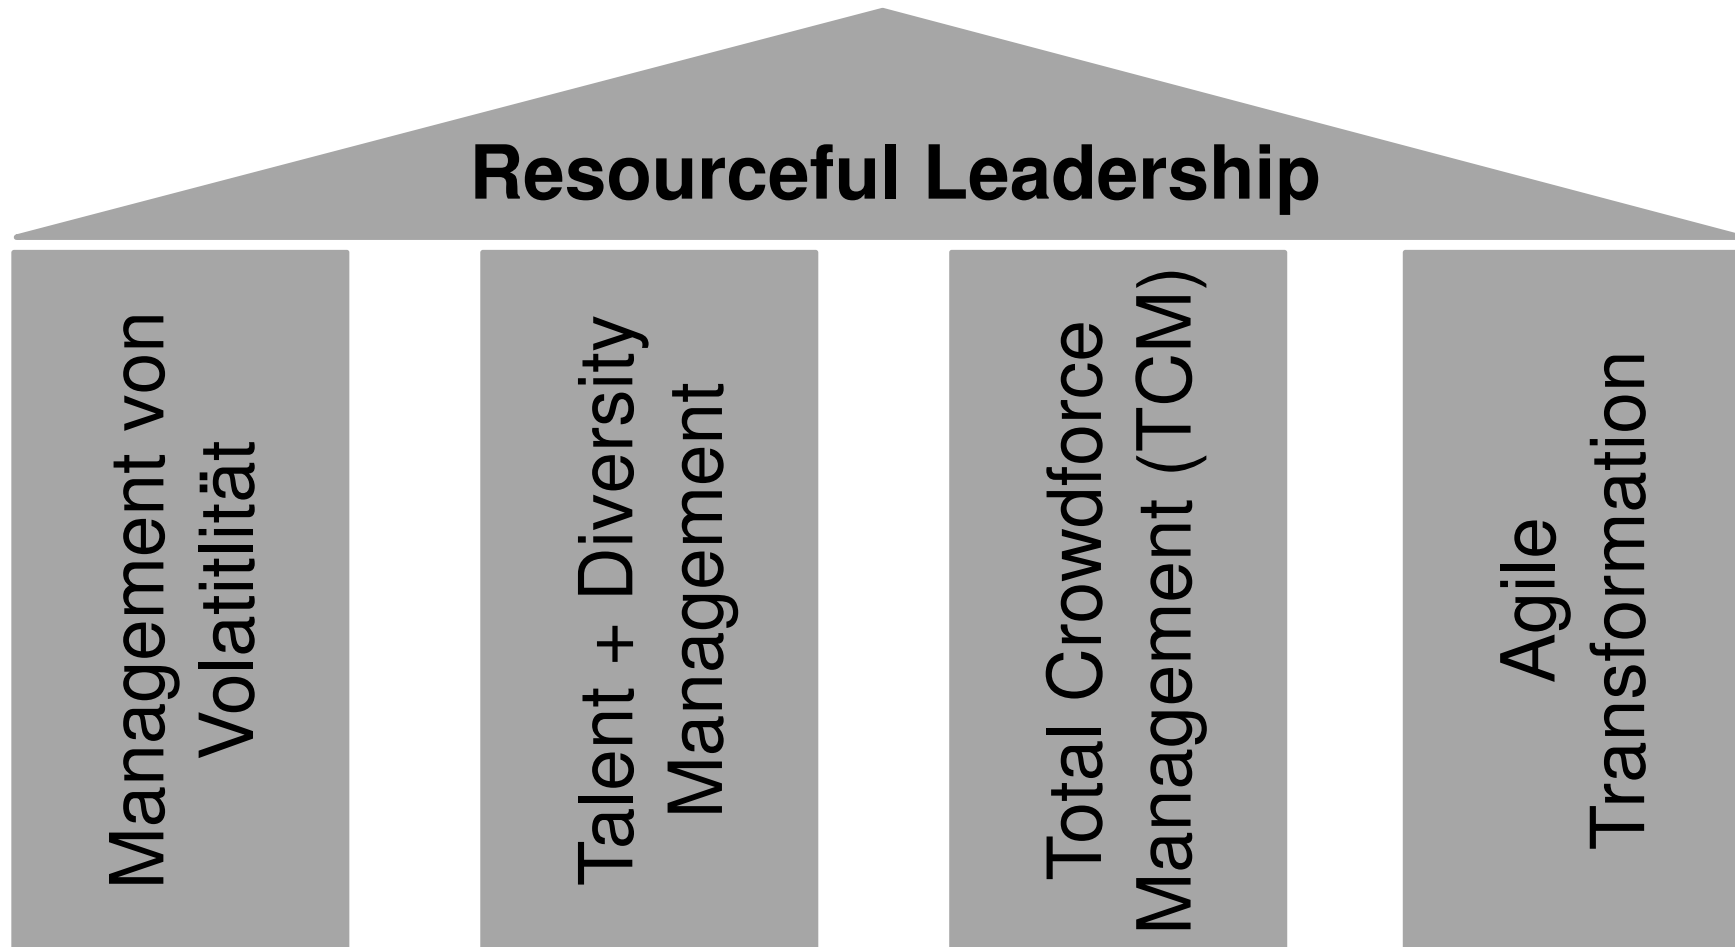 Resourceful Leadership
Management von
Volatitlität
Talent + Diversity
Management
Total Crowdforce
Management (TCM)
Agile
Transformation